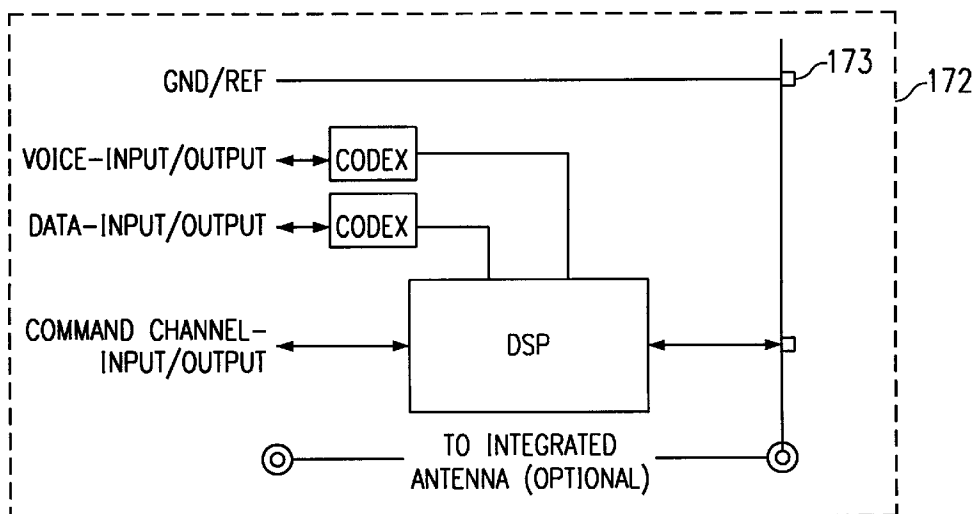 GND/REF
173
172
VOICE-INPUT/OUTPUT
CODEX
DATA-INPUT/OUTPUT
CODEX
COMMAND CHANNEL-
INPUT/OUTPUT
DSP
TO INTEGRATED
ANTENNA (OPTIONAL)